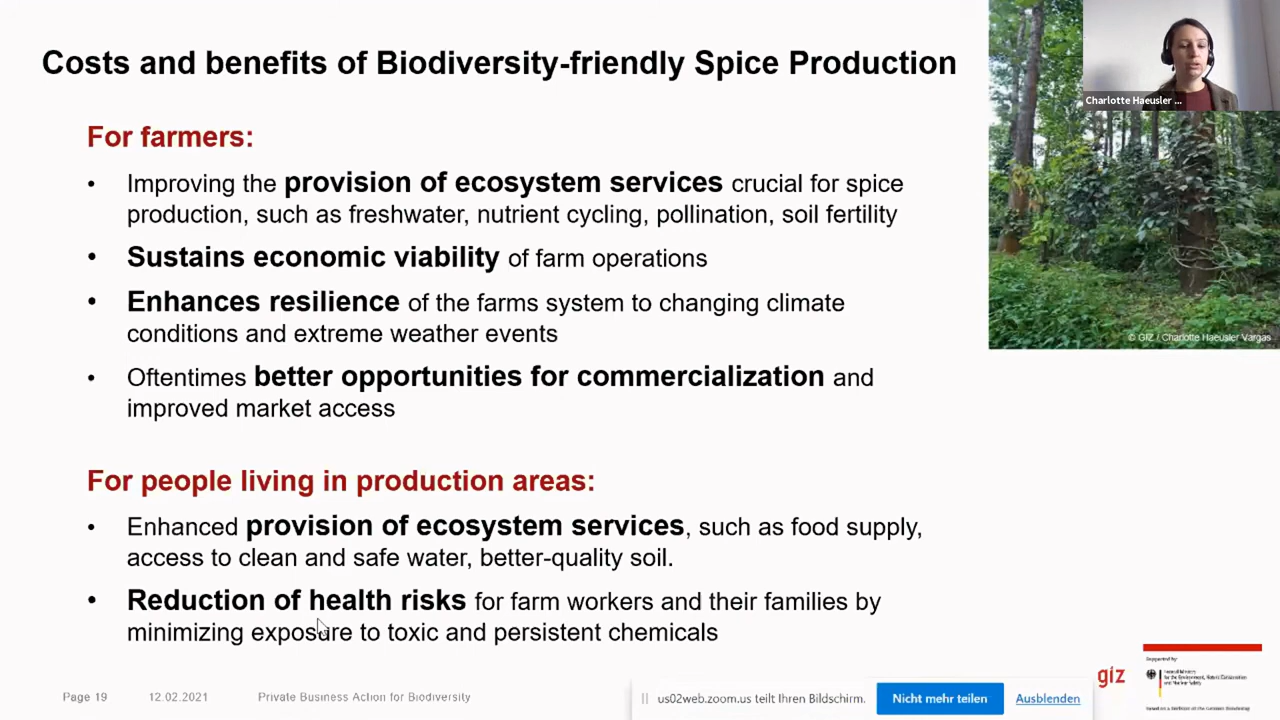 Costs and benefits of Biodiversity-friendly Spice Production
Charlotte Haeusler ...
For farmers:
• Improving the provision of ecosystem services crucial for spice
production, such as freshwater, nutrient cycling, pollination, soil fertility
• Sustains economic viability of farm operations
• Enhances resilience of the farms system to changing climate
conditions and extreme weather events
© GIZ / Charlotte Haeusler Vargas
• Oftentimes better opportunities for commercialization and
improved market access
For people living in production areas:
• Enhanced provision of ecosystem services, such as food supply,
access to clean and safe water, better-quality soil.
• Reduction of health risks for farm workers and their families by
minimizing exposure to toxic and persistent chemicals
Page 19 12.02.2021 Private Business Action for Biodiversity
us02web.zoom.us teilt Ihren Bildschirm. Nicht mehr teilen Ausblenden
giz
Supported by: